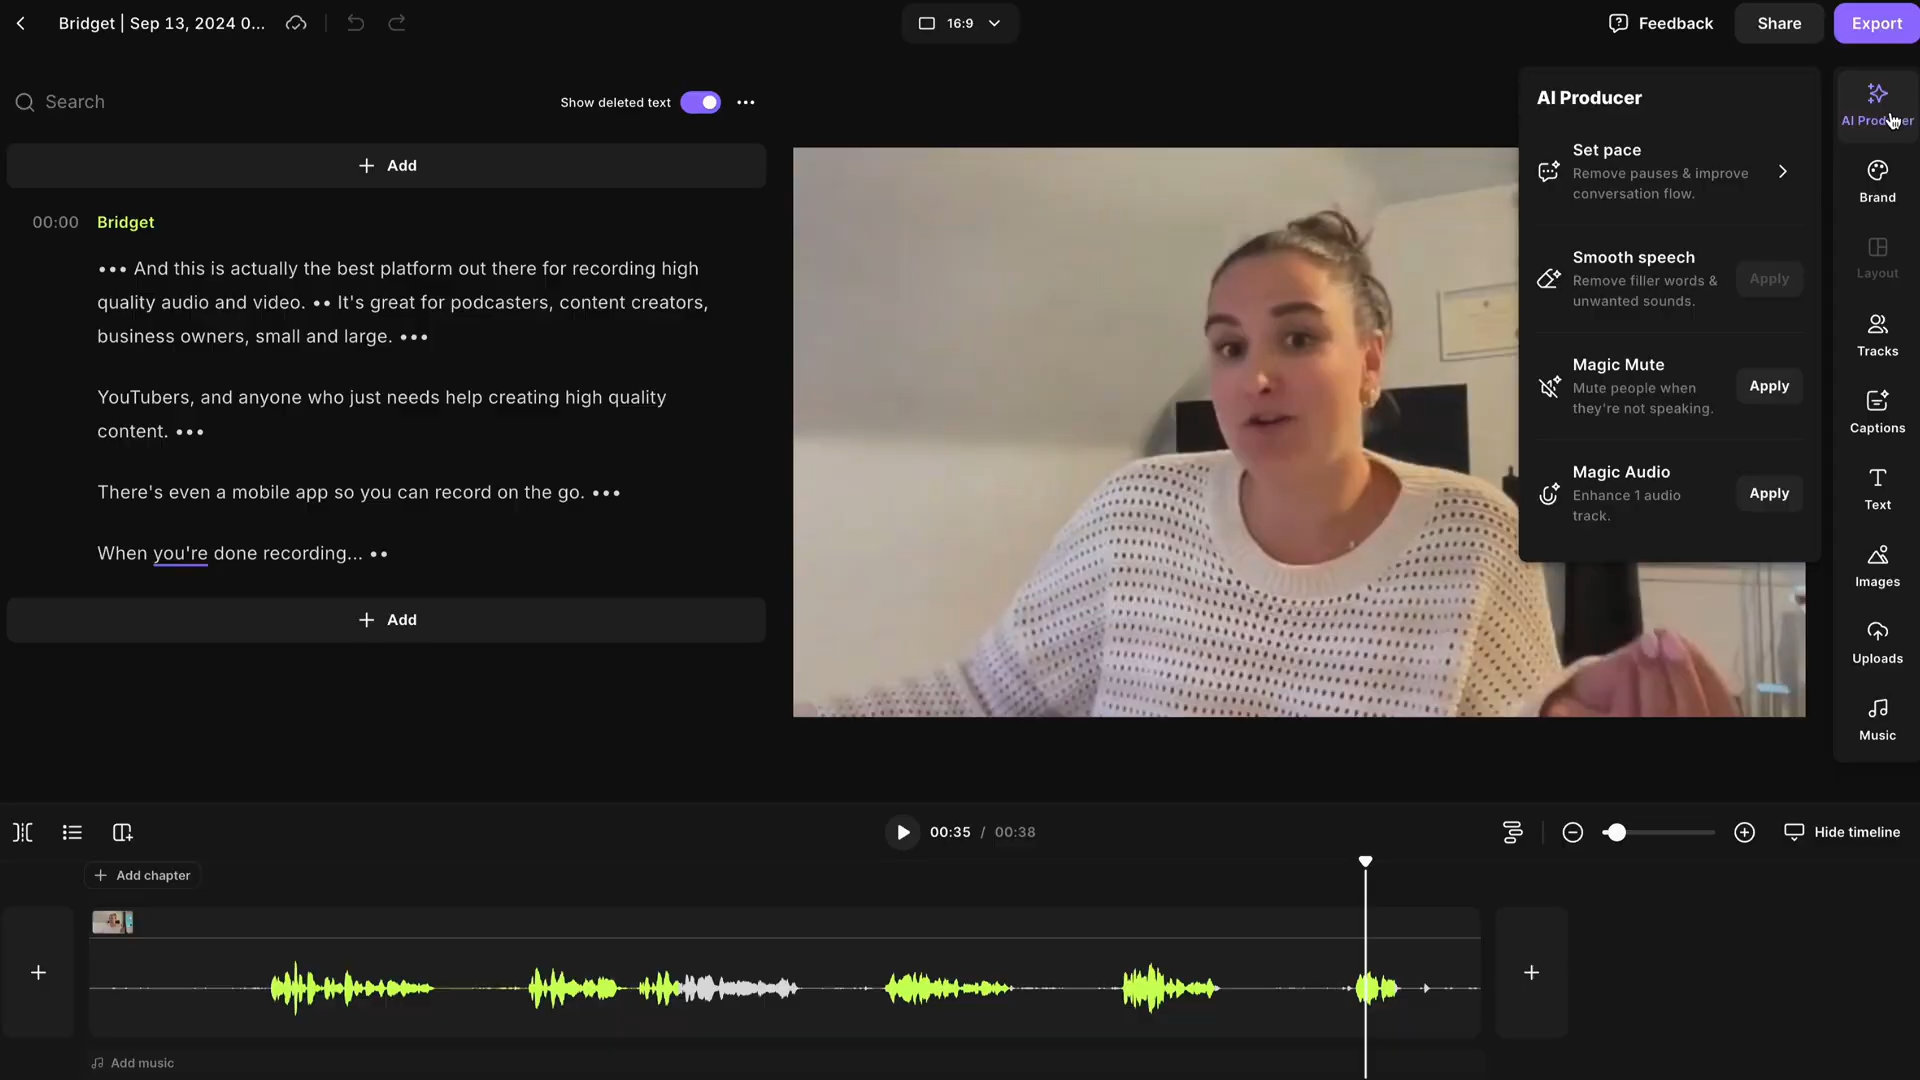 Bridget | Sep 13, 2024 0...
16:9
Feedback
Share
Export
Search
Show deleted text
Add
00:00 Bridget
••• And this is actually the best platform out there for recording high
quality audio and video. •• It's great for podcasters, content creators,
business owners, small and large. •••
YouTubers, and anyone who just needs help creating high quality
content. •••
There's even a mobile app so you can record on the go. •••
When you're done recording... ••
Add
AI Producer
Set pace
Remove pauses & improve
conversation flow.
Smooth speech
Remove filler words &
unwanted sounds.
Apply
Magic Mute
Mute people when
they're not speaking.
Apply
Magic Audio
Enhance 1 audio
track.
Apply
AI Producer
Brand
Layout
Tracks
Captions
Text
Images
Uploads
Music
00:35 / 00:38
Hide timeline
Add chapter
Add music